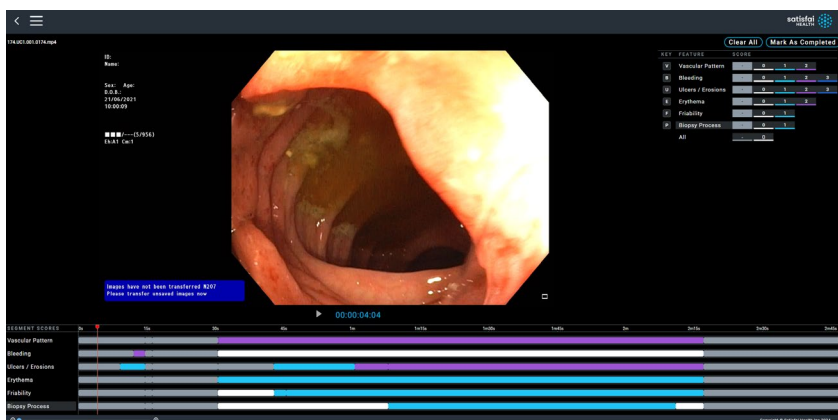 satisfai
HEALTH
174.UC1.001.0174.mp4
Clear All
Mark As Completed
ID:
Name:
Sex: Age:
D.O.B.:
21/06/2021
10:00:09
■■■/---(5/956)
Eh:A1 Cm:1
KEY FEATURE SCORE
V Vascular Pattern - 0 1 2
B Bleeding - 0 1 2 3
U Ulcers / Erosions - 0 1 2 3
E Erythema - 0 1 2
F Friability - 0 1
P Biopsy Process - 0 1
All - 0
Images have not been transferred N207
Please transfer unsaved images now
00:00:04:04
SEGMENT SCORES 0s 15s 30s 45s 1m 1m15s 1m30s 1m45s 2m 2m15s 2m30s 2m45s
Vascular Pattern
Bleeding
Ulcers / Erosions
Erythema
Friability
Biopsy Process